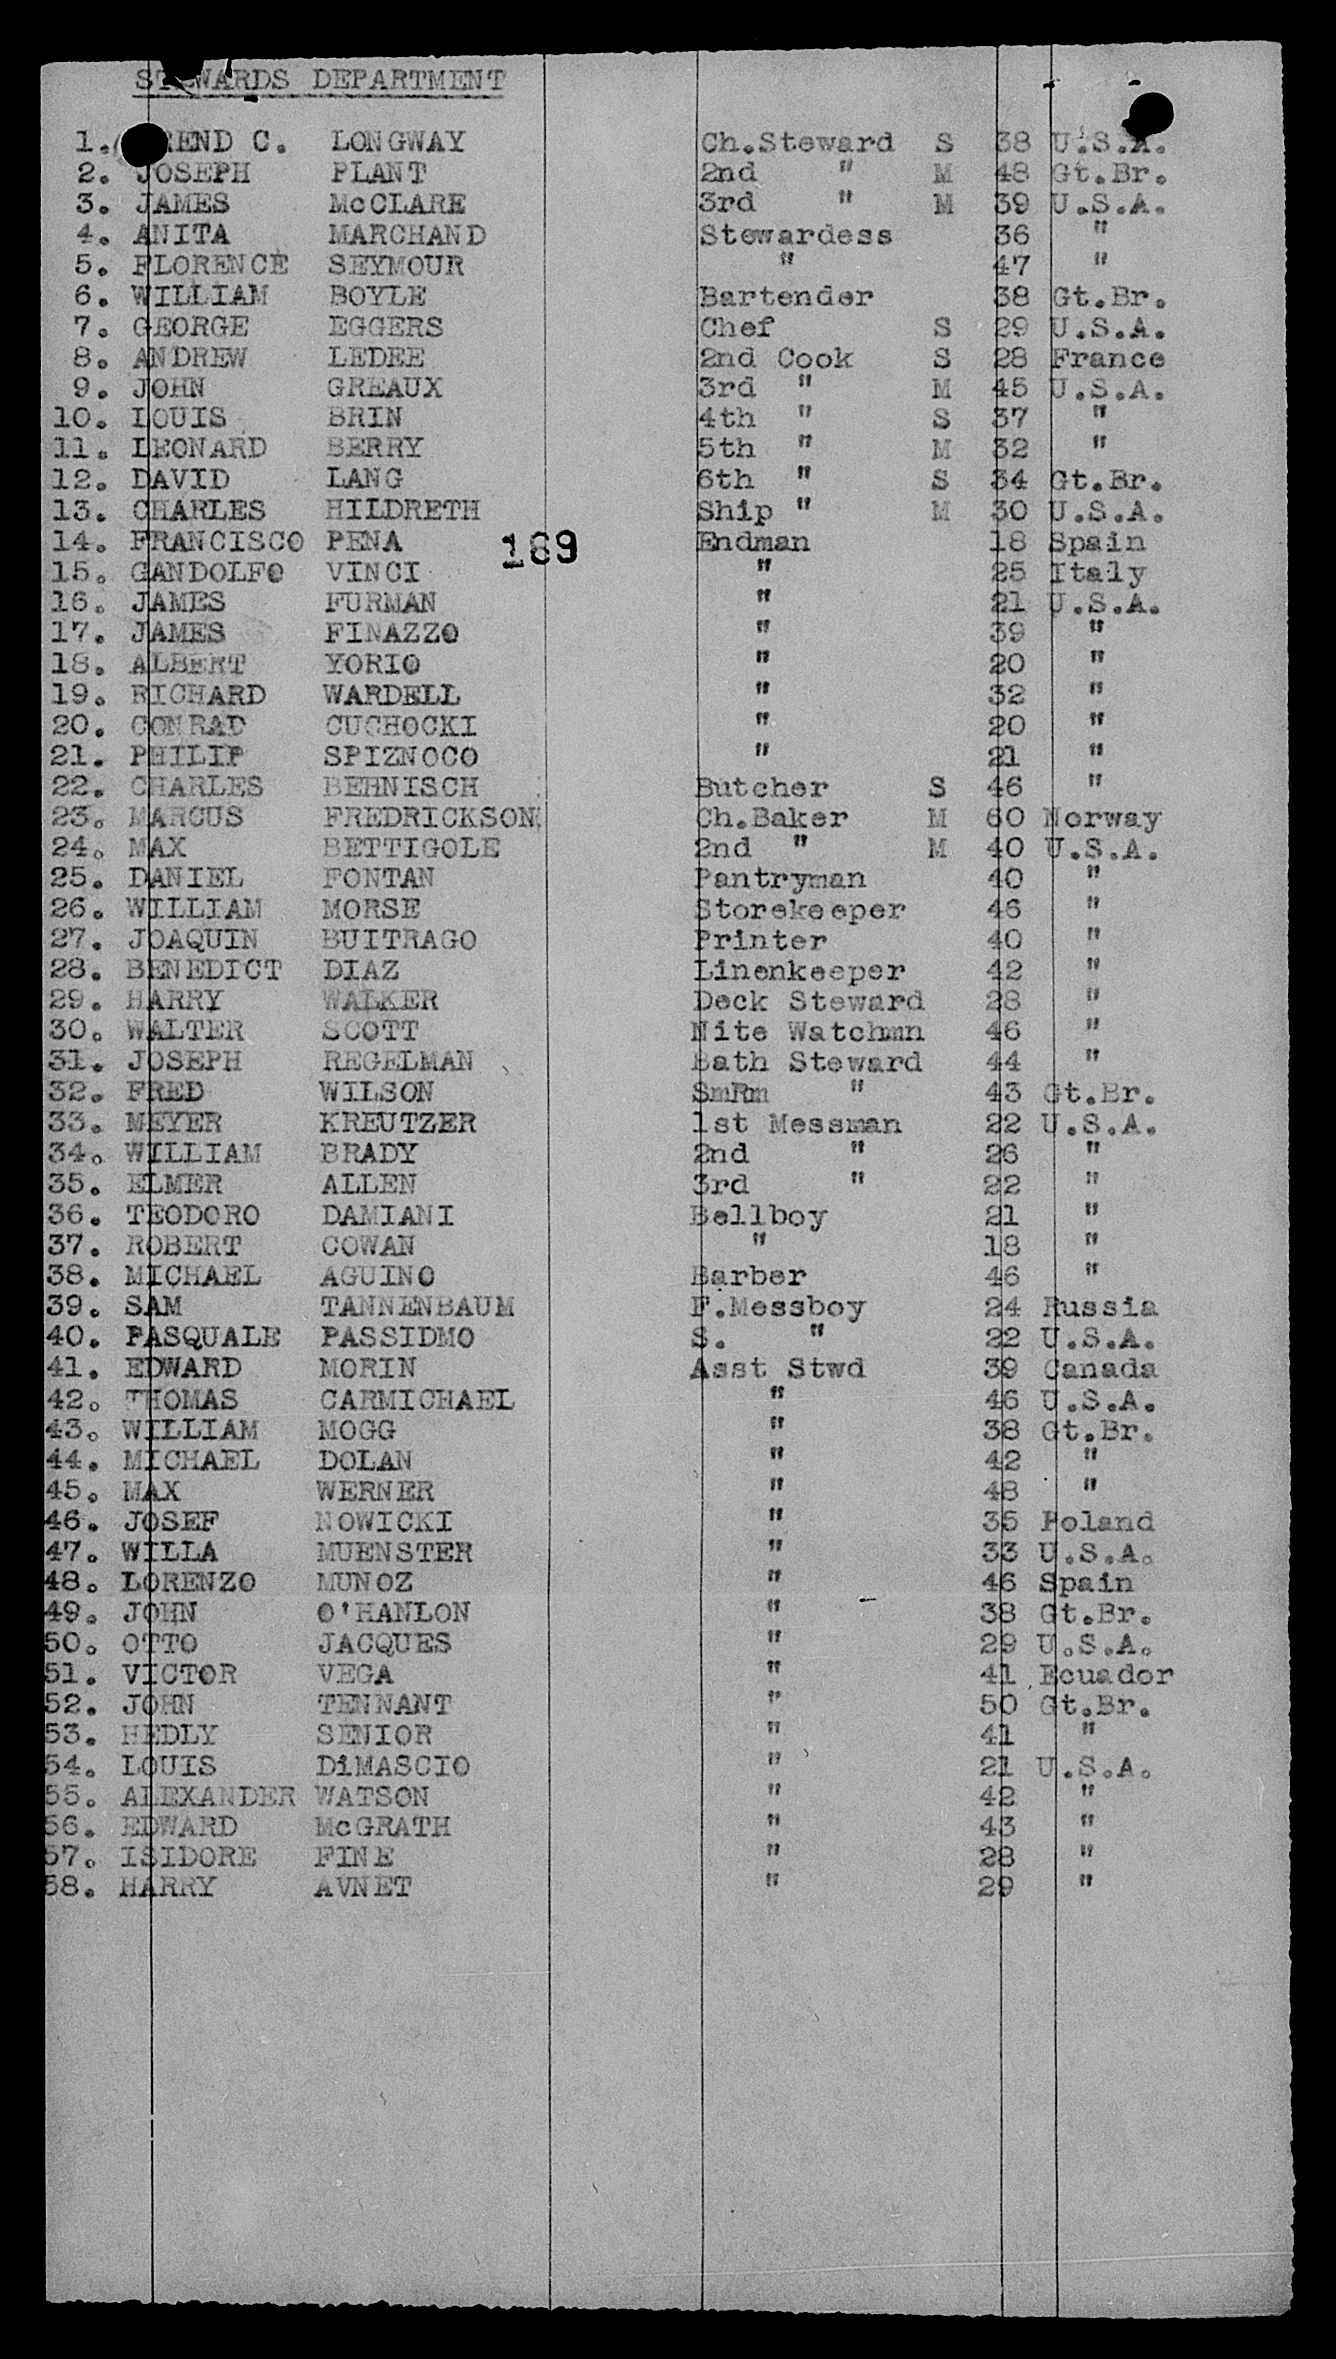 STEWARDS DEPARTMENT
1. REND C. LONGWAY Ch.Steward S 38 U.S.A.
2. JOSEPH PLANT 2nd " M 48 Gt.Br.
3. JAMES McCLARE 3rd " M 39 U.S.A.
4. ANITA MARCHAND Stewardess 36 "
5. FLORENCE SEYMOUR " 47 "
6. WILLIAM BOYLE Bartender 38 Gt.Br.
7. GEORGE EGGERS Chef S 29 U.S.A.
8. ANDREW LEDEE 2nd Cook S 28 France
9. JOHN GREAUX 3rd " M 45 U.S.A.
10. LOUIS BRIN 4th " S 37 "
11. LEONARD BERRY 5th " M 32 "
12. DAVID LANG 6th " S 34 Gt.Br.
13. CHARLES HILDRETH Ship " M 30 U.S.A.
14. FRANCISCO PENA 189 Endman 18 Spain
15. GANDOLFO VINCI " 25 Italy
16. JAMES FURMAN " 21 U.S.A.
17. JAMES FINAZZO " 39 "
18. ALBERT YORIO " 20 "
19. RICHARD WARDELL " 32 "
20. CONRAD CUCHOCKI " 20 "
21. PHILIP SPIZNOCO " 21 "
22. CHARLES BEHNISCH Butcher S 46 "
23. MARCUS FREDRICKSON Ch.Baker M 60 Norway
24. MAX BETTIGOLE 2nd " M 40 U.S.A.
25. DANIEL FONTAN Pantryman 40 "
26. WILLIAM MORSE Storekeeper 46 "
27. JOAQUIN BUITRAGO Printer 40 "
28. BENEDICT DIAZ Linenkeeper 42 "
29. HARRY WALKER Deck Steward 28 "
30. WALTER SCOTT Nite Watchmn 46 "
31. JOSEPH REGELMAN Bath Steward 44 "
32. FRED WILSON SmRm " 43 Gt.Br.
33. MEYER KREUTZER 1st Messman 22 U.S.A.
34. WILLIAM BRADY 2nd " 26 "
35. ELMER ALLEN 3rd " 22 "
36. TEODORO DAMIANI Bellboy 21 "
37. ROBERT COWAN " 18 "
38. MICHAEL AGUINO Barber 46 "
39. SAM TANNENBAUM F.Messboy 24 Russia
40. PASQUALE PASSIDMO S. " 22 U.S.A.
41. EDWARD MORIN Asst Stwd 39 Canada
42. THOMAS CARMICHAEL " 46 U.S.A.
43. WILLIAM MOGG " 38 Gt.Br.
44. MICHAEL DOLAN " 42 "
45. MAX WERNER " 48 "
46. JOSEF NOWICKI " 35 Poland
47. WILLA MUENSTER " 33 U.S.A.
48. LORENZO MUNOZ " 46 Spain
49. JOHN O'HANLON " 38 Gt.Br.
50. OTTO JACQUES " 29 U.S.A.
51. VICTOR VEGA " 41 Ecuador
52. JOHN TENNANT " 50 Gt.Br.
53. HEDLY SENIOR " 41 "
54. LOUIS DiMASCIO " 21 U.S.A.
55. ALEXANDER WATSON " 42 "
56. EDWARD McGRATH " 43 "
57. ISIDORE FINE " 28 "
58. HARRY AVNET " 29 "